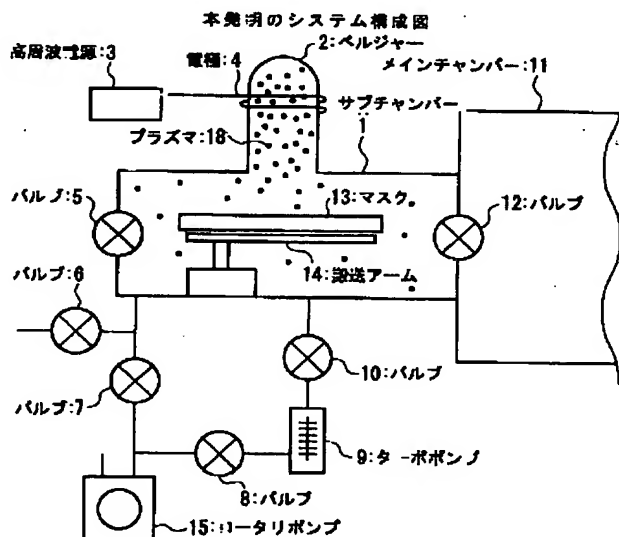 本発明のシステム構成図
2:ベルジャー
高周波電源:3
電極:4
メインチャンバー:11
サブチャンバー
1
プラズマ:18
バルブ:5
13:マスク
12:バルブ
14:搬送アーム
バルブ:6
10:バルブ
バルブ:7
9:ターボポンプ
8:バルブ
15:ロータリポンプ